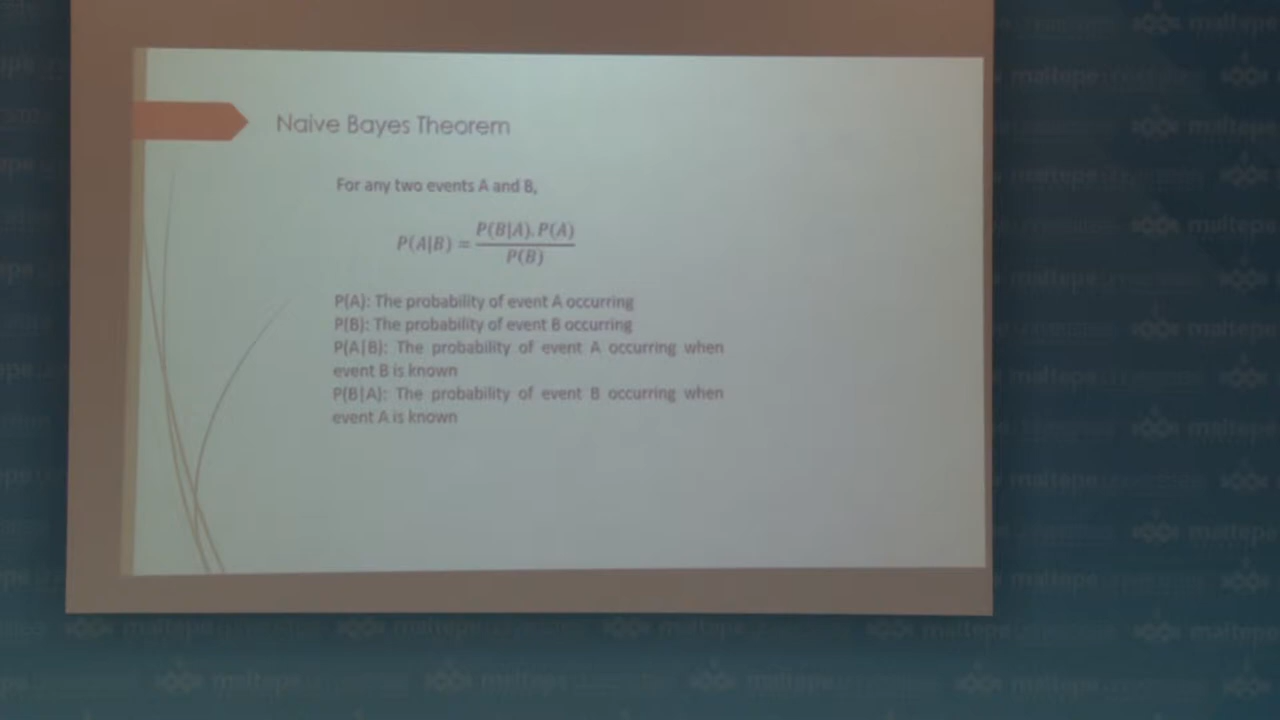 Naive Bayes Theorem
For any two events A and B,
P(A|B) = P(B|A). P(A) / P(B)
P(A): The probability of event A occurring
P(B): The probability of event B occurring
P(A|B): The probability of event A occurring when
event B is known
P(B|A): The probability of event B occurring when
event A is known
maltepe